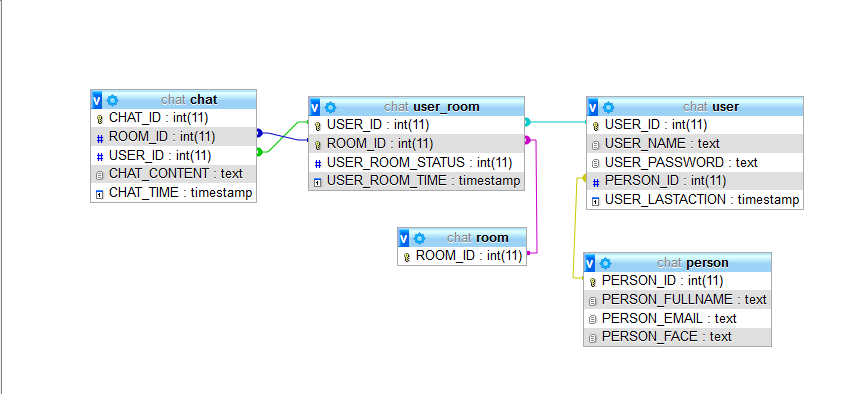 v chat chat
CHAT_ID : int(11)
# ROOM_ID : int(11)
# USER_ID : int(11)
CHAT_CONTENT : text
CHAT_TIME : timestamp
v chat user_room
USER_ID : int(11)
ROOM_ID : int(11)
# USER_ROOM_STATUS : int(11)
USER_ROOM_TIME : timestamp
v chat user
USER_ID : int(11)
USER_NAME : text
USER_PASSWORD : text
# PERSON_ID : int(11)
USER_LASTACTION : timestamp
v chat room
ROOM_ID : int(11)
v chat person
PERSON_ID : int(11)
PERSON_FULLNAME : text
PERSON_EMAIL : text
PERSON_FACE : text